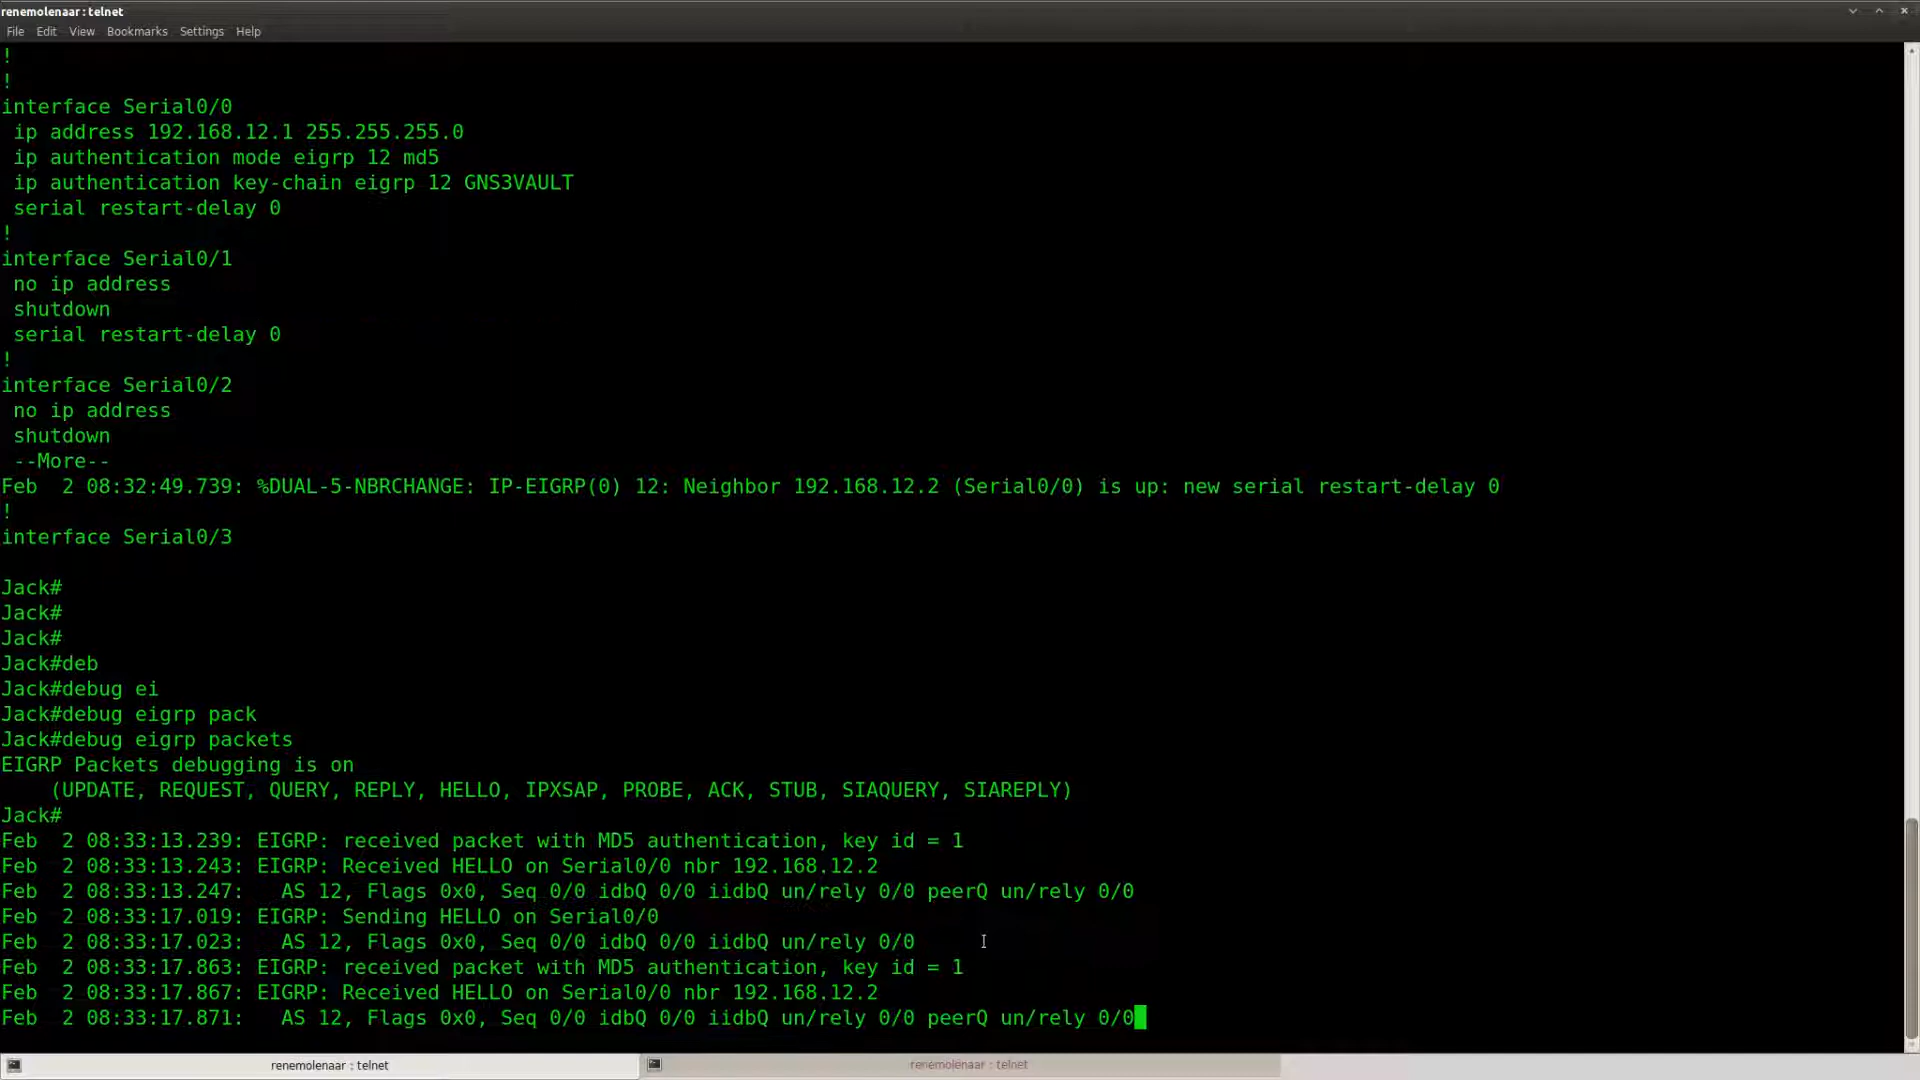 renemolenaar : telnet
File Edit View Bookmarks Settings Help
!
!
interface Serial0/0
 ip address 192.168.12.1 255.255.255.0
 ip authentication mode eigrp 12 md5
 ip authentication key-chain eigrp 12 GNS3VAULT
 serial restart-delay 0
!
interface Serial0/1
 no ip address
 shutdown
 serial restart-delay 0
!
interface Serial0/2
 no ip address
 shutdown
 --More--
Feb  2 08:32:49.739: %DUAL-5-NBRCHANGE: IP-EIGRP(0) 12: Neighbor 192.168.12.2 (Serial0/0) is up: new serial restart-delay 0
!
interface Serial0/3
Jack#
Jack#
Jack#
Jack#deb
Jack#debug ei
Jack#debug eigrp pack
Jack#debug eigrp packets
EIGRP Packets debugging is on
    (UPDATE, REQUEST, QUERY, REPLY, HELLO, IPXSAP, PROBE, ACK, STUB, SIAQUERY, SIAREPLY)
Jack#
Feb  2 08:33:13.239: EIGRP: received packet with MD5 authentication, key id = 1
Feb  2 08:33:13.243: EIGRP: Received HELLO on Serial0/0 nbr 192.168.12.2
Feb  2 08:33:13.247:   AS 12, Flags 0x0, Seq 0/0 idbQ 0/0 iidbQ un/rely 0/0 peerQ un/rely 0/0
Feb  2 08:33:17.019: EIGRP: Sending HELLO on Serial0/0
Feb  2 08:33:17.023:   AS 12, Flags 0x0, Seq 0/0 idbQ 0/0 iidbQ un/rely 0/0
Feb  2 08:33:17.863: EIGRP: received packet with MD5 authentication, key id = 1
Feb  2 08:33:17.867: EIGRP: Received HELLO on Serial0/0 nbr 192.168.12.2
Feb  2 08:33:17.871:   AS 12, Flags 0x0, Seq 0/0 idbQ 0/0 iidbQ un/rely 0/0 peerQ un/rely 0/0
renemolenaar : telnet renemolenaar : telnet